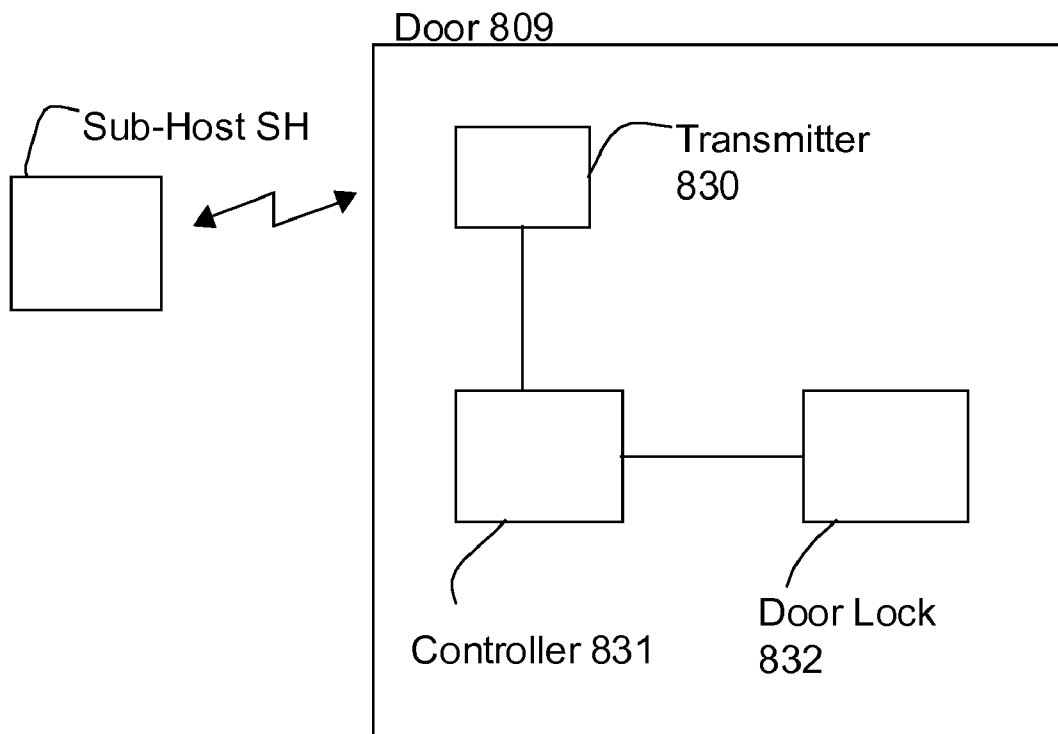 Door 809
Sub-Host SH
Transmitter
830
Controller 831
Door Lock
832